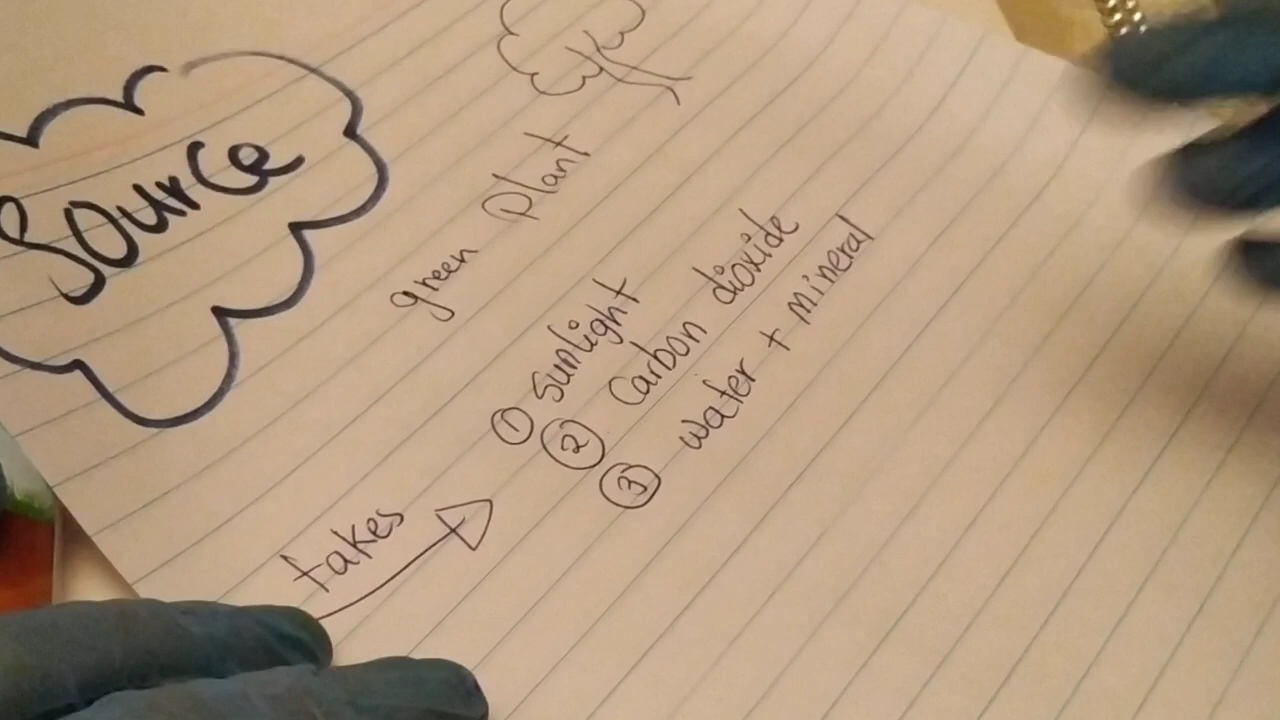 Source
green plant
① sunlight
② Carbon dioxide
③ water + mineral
takes